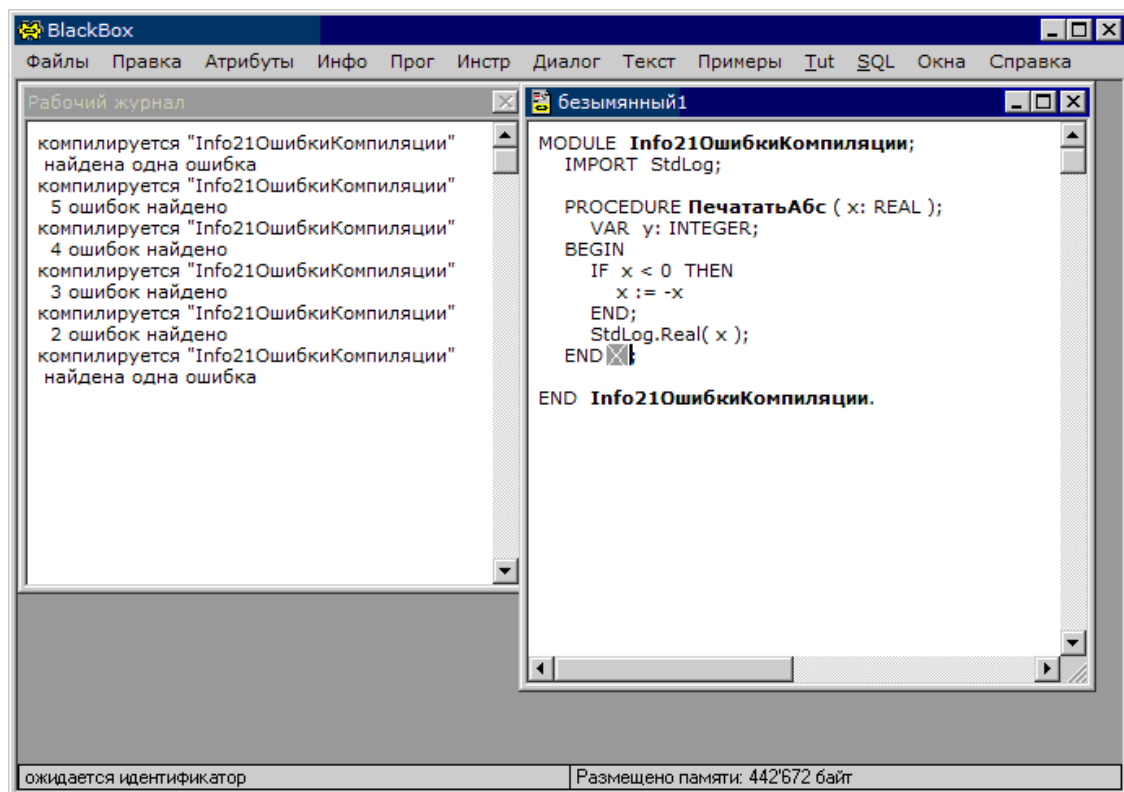 BlackBox
Файлы Правка Атрибуты Инфо Прог Инстр Диалог Текст Примеры Tut SQL Окна Справка
Рабочий журнал
компилируется "Info21ОшибкиКомпиляции"
найдена одна ошибка
компилируется "Info21ОшибкиКомпиляции"
5 ошибок найдено
компилируется "Info21ОшибкиКомпиляции"
4 ошибок найдено
компилируется "Info21ОшибкиКомпиляции"
3 ошибок найдено
компилируется "Info21ОшибкиКомпиляции"
2 ошибок найдено
компилируется "Info21ОшибкиКомпиляции"
найдена одна ошибка
безымянный1
MODULE Info21ОшибкиКомпиляции;
IMPORT StdLog;
PROCEDURE ПечататьАбс ( x: REAL );
VAR y: INTEGER;
BEGIN
IF x < 0 THEN
x := -x
END;
StdLog.Real( x );
END ;
END Info21ОшибкиКомпиляции.
ожидается идентификатор
Размещено памяти: 442'672 байт